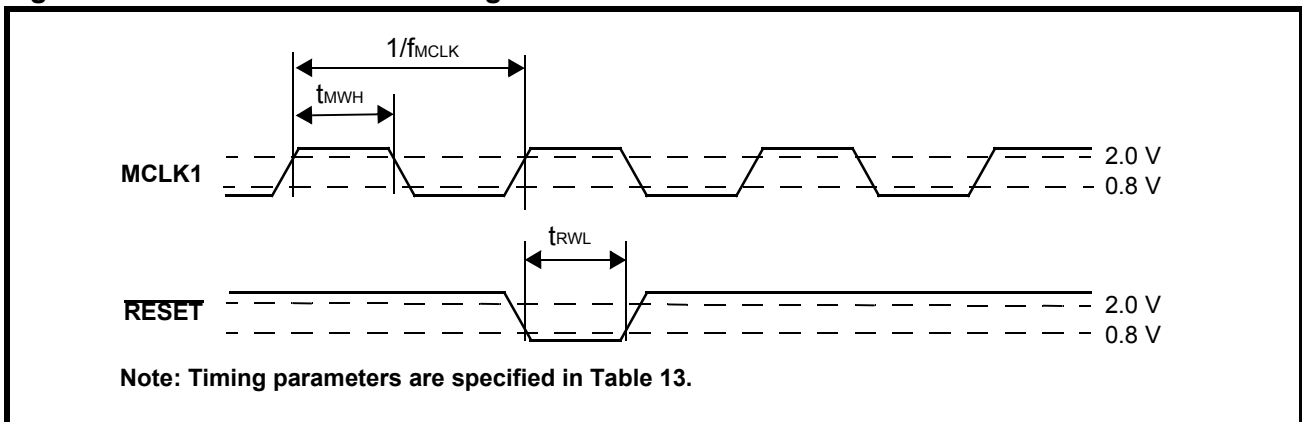 1/fMCLK
tMWH
MCLK1
2.0 V
0.8 V
tRWL
RESET
2.0 V
0.8 V
Note: Timing parameters are specified in Table 13.